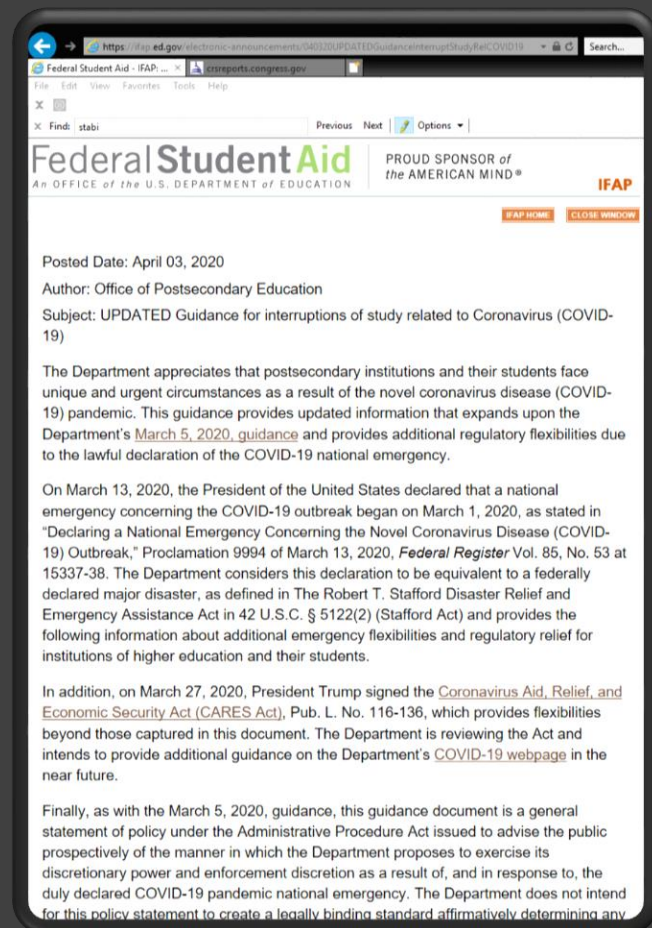 https://ifap.ed.gov/electronic-announcements/040320UPDATEDGuidanceInterruptStudyRelCOVID19
Search...
Federal Student Aid - IFAP: ...
crsreports.congress.gov
File Edit View Favorites Tools Help
X Find: stabi Previous Next Options
Federal Student Aid
An OFFICE of the U.S. DEPARTMENT of EDUCATION
PROUD SPONSOR of
the AMERICAN MIND®
IFAP
IFAP HOME CLOSE WINDOW
Posted Date: April 03, 2020
Author: Office of Postsecondary Education
Subject: UPDATED Guidance for interruptions of study related to Coronavirus (COVID-
19)
The Department appreciates that postsecondary institutions and their students face
unique and urgent circumstances as a result of the novel coronavirus disease (COVID-
19) pandemic. This guidance provides updated information that expands upon the
Department's March 5, 2020, guidance and provides additional regulatory flexibilities due
to the lawful declaration of the COVID-19 national emergency.
On March 13, 2020, the President of the United States declared that a national
emergency concerning the COVID-19 outbreak began on March 1, 2020, as stated in
“Declaring a National Emergency Concerning the Novel Coronavirus Disease (COVID-
19) Outbreak,” Proclamation 9994 of March 13, 2020, Federal Register Vol. 85, No. 53 at
15337-38. The Department considers this declaration to be equivalent to a federally
declared major disaster, as defined in The Robert T. Stafford Disaster Relief and
Emergency Assistance Act in 42 U.S.C. § 5122(2) (Stafford Act) and provides the
following information about additional emergency flexibilities and regulatory relief for
institutions of higher education and their students.
In addition, on March 27, 2020, President Trump signed the Coronavirus Aid, Relief, and
Economic Security Act (CARES Act), Pub. L. No. 116-136, which provides flexibilities
beyond those captured in this document. The Department is reviewing the Act and
intends to provide additional guidance on the Department's COVID-19 webpage in the
near future.
Finally, as with the March 5, 2020, guidance, this guidance document is a general
statement of policy under the Administrative Procedure Act issued to advise the public
prospectively of the manner in which the Department proposes to exercise its
discretionary power and enforcement discretion as a result of, and in response to, the
duly declared COVID-19 pandemic national emergency. The Department does not intend
for this policy statement to create a legally binding standard affirmatively determining any